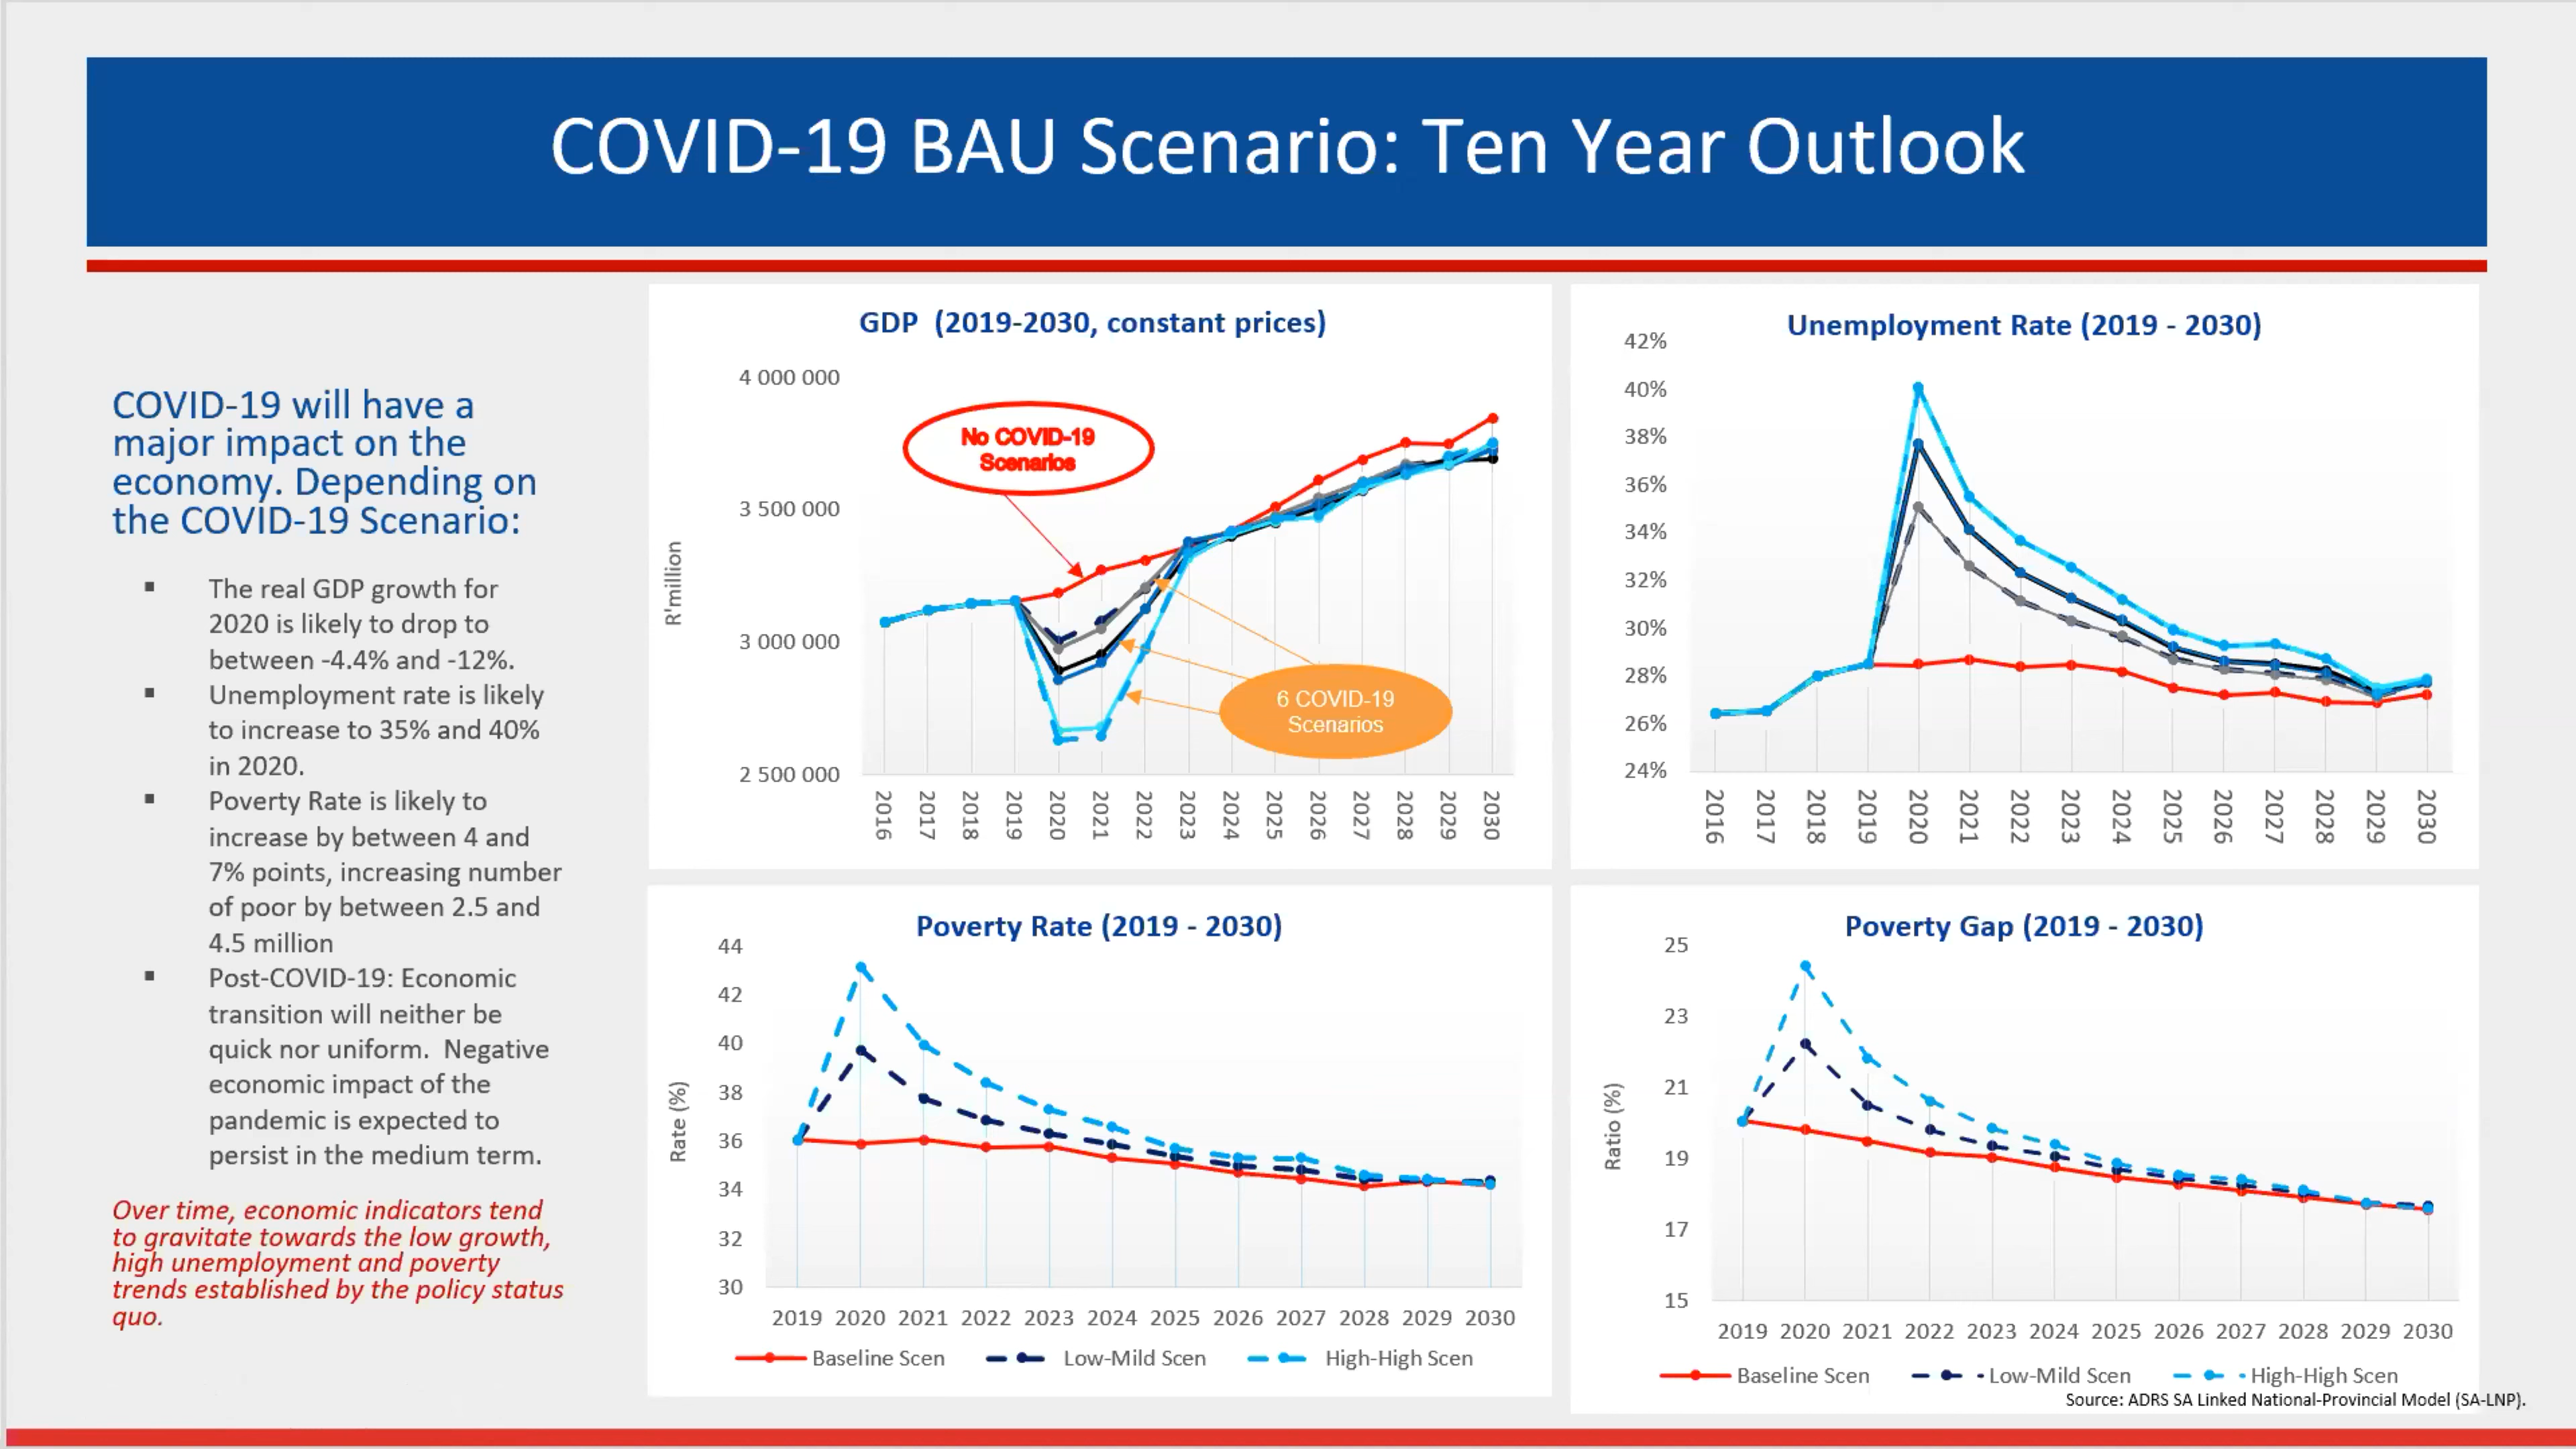 COVID-19 BAU Scenario: Ten Year Outlook
COVID-19 will have a
major impact on the
economy. Depending on
the COVID-19 Scenario:
▪ The real GDP growth for
2020 is likely to drop to
between -4.4% and -12%.
▪ Unemployment rate is likely
to increase to 35% and 40%
in 2020.
▪ Poverty Rate is likely to
increase by between 4 and
7% points, increasing number
of poor by between 2.5 and
4.5 million
▪ Post-COVID-19: Economic
transition will neither be
quick nor uniform. Negative
economic impact of the
pandemic is expected to
persist in the medium term.
Over time, economic indicators tend
to gravitate towards the low growth,
high unemployment and poverty
trends established by the policy status
quo.
GDP (2019-2030, constant prices)
R'million
4 000 000
3 500 000
3 000 000
2 500 000
No COVID-19
Scenarios
6 COVID-19
Scenarios
2016 2017 2018 2019 2020 2021 2022 2023 2024 2025 2026 2027 2028 2029 2030
Unemployment Rate (2019 - 2030)
42%
40%
38%
36%
34%
32%
30%
28%
26%
24%
2016 2017 2018 2019 2020 2021 2022 2023 2024 2025 2026 2027 2028 2029 2030
Poverty Rate (2019 - 2030)
Rate (%)
44
42
40
38
36
34
32
30
2019 2020 2021 2022 2023 2024 2025 2026 2027 2028 2029 2030
Baseline Scen Low-Mild Scen High-High Scen
Poverty Gap (2019 - 2030)
Ratio (%)
25
23
21
19
17
15
2019 2020 2021 2022 2023 2024 2025 2026 2027 2028 2029 2030
Baseline Scen Low-Mild Scen High-High Scen
Source: ADRS SA Linked National-Provincial Model (SA-LNP).